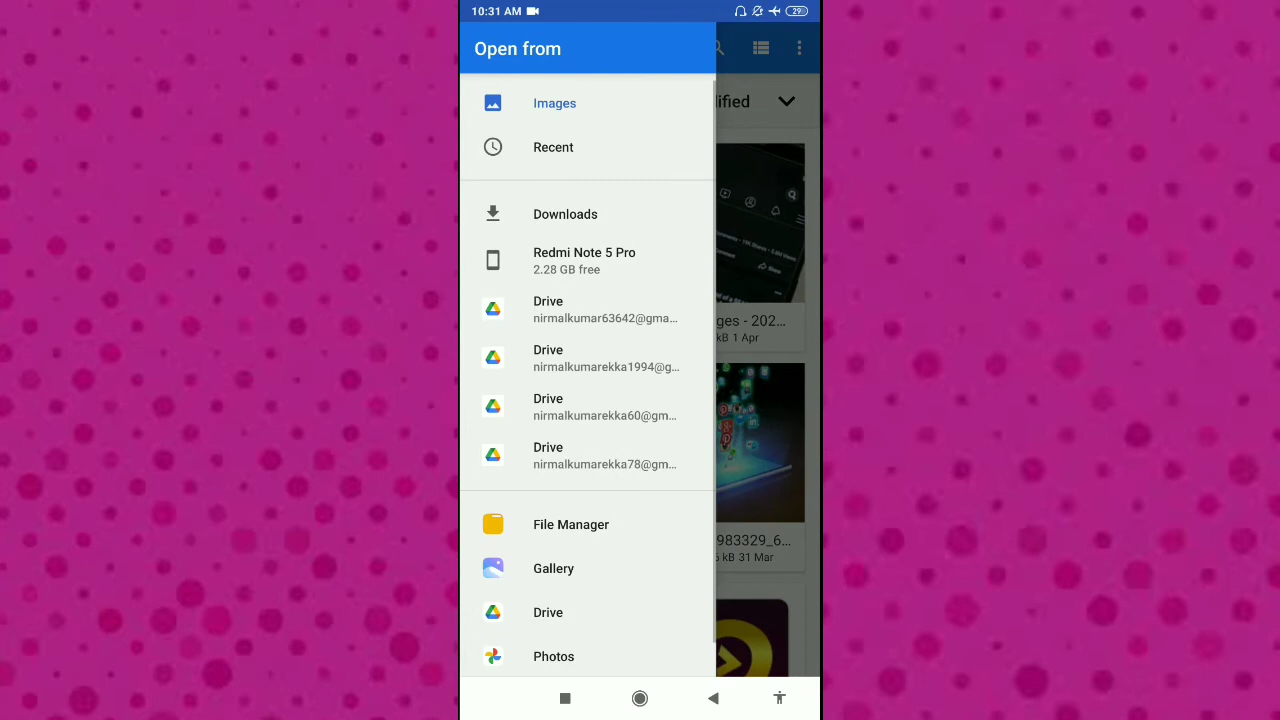 10:31 AM
29
Open from
Images
Recent
Downloads
Redmi Note 5 Pro
2.28 GB free
Drive
nirmalkumar63642@gma...
Drive
nirmalkumarekka1994@g...
Drive
nirmalkumarekka60@gm...
Drive
nirmalkumarekka78@gm...
File Manager
Gallery
Drive
Photos
lified
ges - 202...
kB 1 Apr
983329_6...
kB 31 Mar